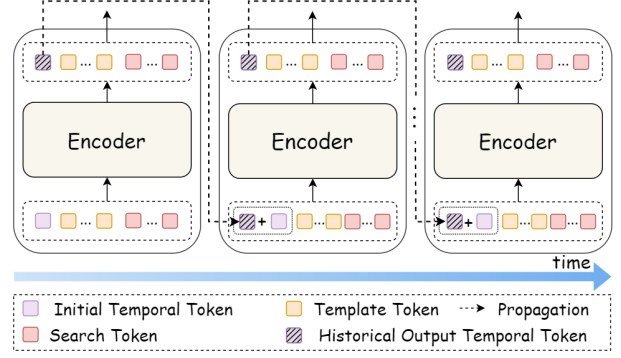 Encoder
Encoder
Encoder
+
+
time
Initial Temporal Token
Template Token
Propagation
Search Token
Historical Output Temporal Token